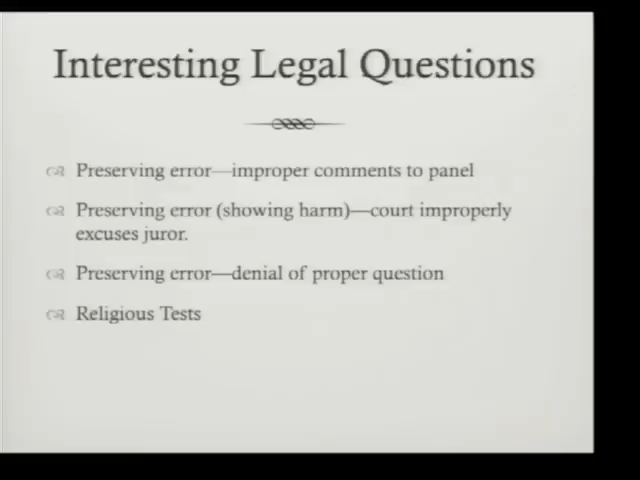 Interesting Legal Questions
Preserving error—improper comments to panel
Preserving error (showing harm)—court improperly
excuses juror.
Preserving error—denial of proper question
Religious Tests